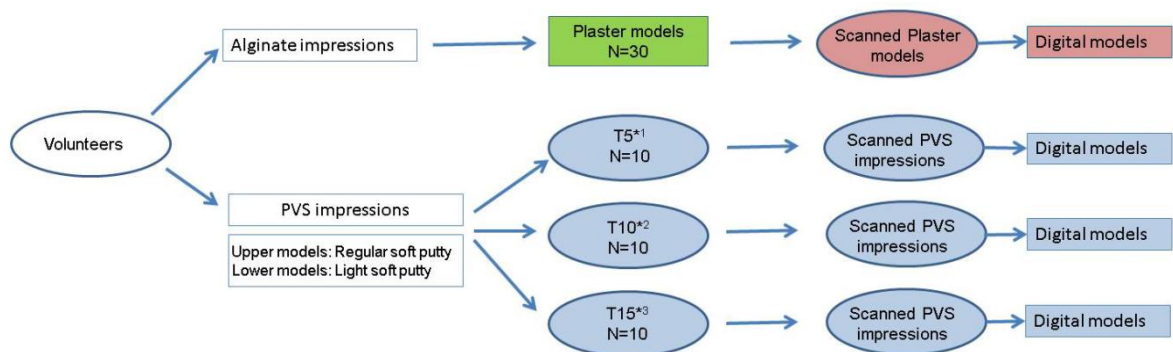 Alginate impressions
Plaster models
N=30
Scanned Plaster
models
Digital models
Volunteers
PVS impressions
Upper models: Regular soft putty
Lower models: Light soft putty
T5*1
N=10
Scanned PVS
impressions
Digital models
T10*2
N=10
Scanned PVS
impressions
Digital models
T15*3
N=10
Scanned PVS
impressions
Digital models